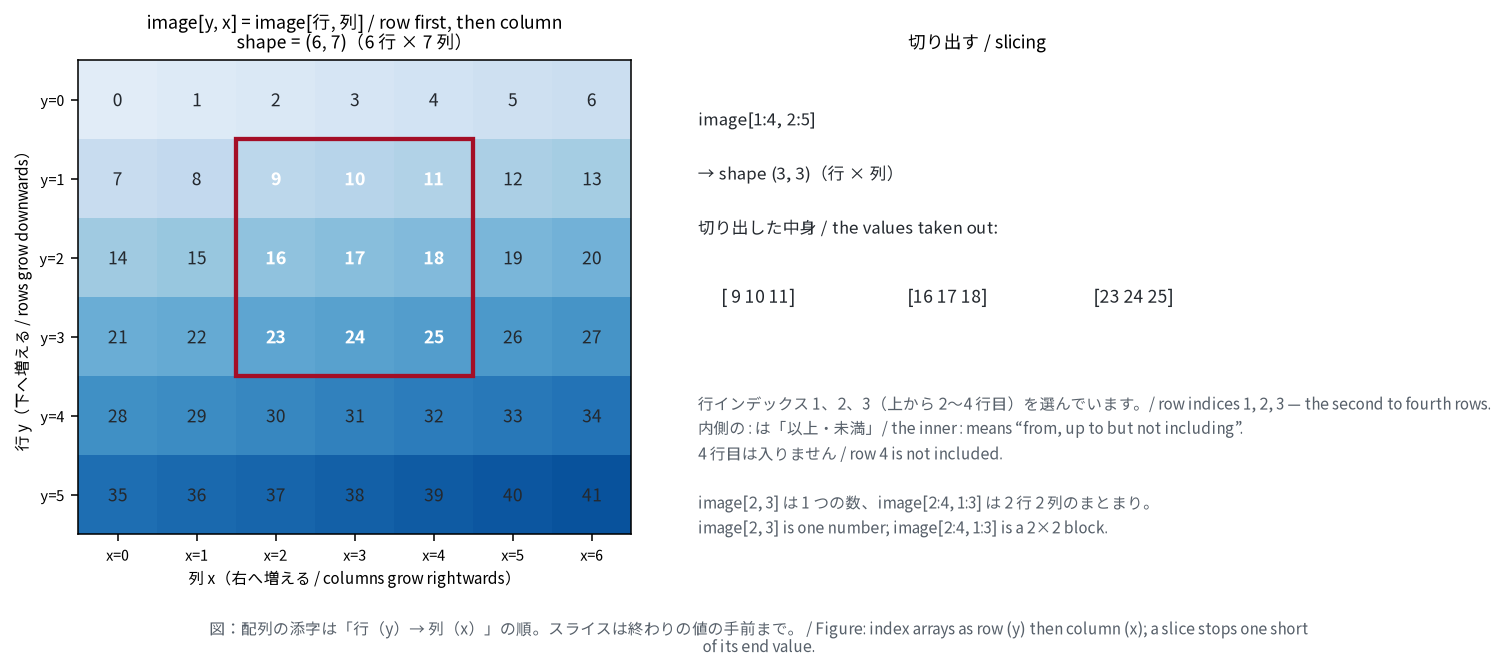 image[y, x] = image[行, 列] / row first, then column
shape = (6, 7)（6 行 × 7 列）
行 y（下へ増える / rows grow downwards）
y=0 0 1 2 3 4 5 6
y=1 7 8 9 10 11 12 13
y=2 14 15 16 17 18 19 20
y=3 21 22 23 24 25 26 27
y=4 28 29 30 31 32 33 34
y=5 35 36 37 38 39 40 41
x=0 x=1 x=2 x=3 x=4 x=5 x=6
列 x（右へ増える / columns grow rightwards）
切り出す / slicing
image[1:4, 2:5]
→ shape (3, 3)（行 × 列）
切り出した中身 / the values taken out:
[ 9 10 11] [16 17 18] [23 24 25]
行インデックス 1、2、3（上から 2〜4 行目）を選んでいます。/ row indices 1, 2, 3 — the second to fourth rows.
内側の : は「以上・未満」/ the inner : means “from, up to but not including”.
4 行目は入りません / row 4 is not included.
image[2, 3] は 1 つの数、image[2:4, 1:3] は 2 行 2 列のまとまり。
image[2, 3] is one number; image[2:4, 1:3] is a 2×2 block.
図：配列の添字は「行（y）→ 列（x）」の順。スライスは終わりの値の手前まで。 / Figure: index arrays as row (y) then column (x); a slice stops one short
of its end value.